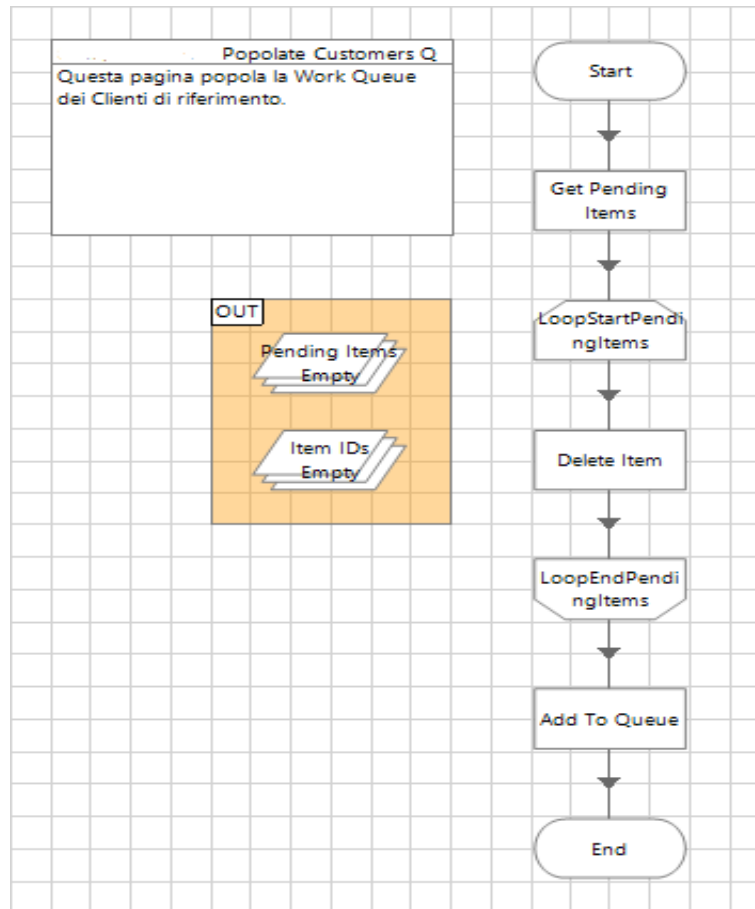 Popolate Customers Q
Questa pagina popola la Work Queue
dei Clienti di riferimento.
OUT
Pending Items
Empty
Item IDs
Empty
Start
Get Pending
Items
LoopStartPendi
ngItems
Delete Item
LoopEndPendi
ngItems
Add To Queue
End